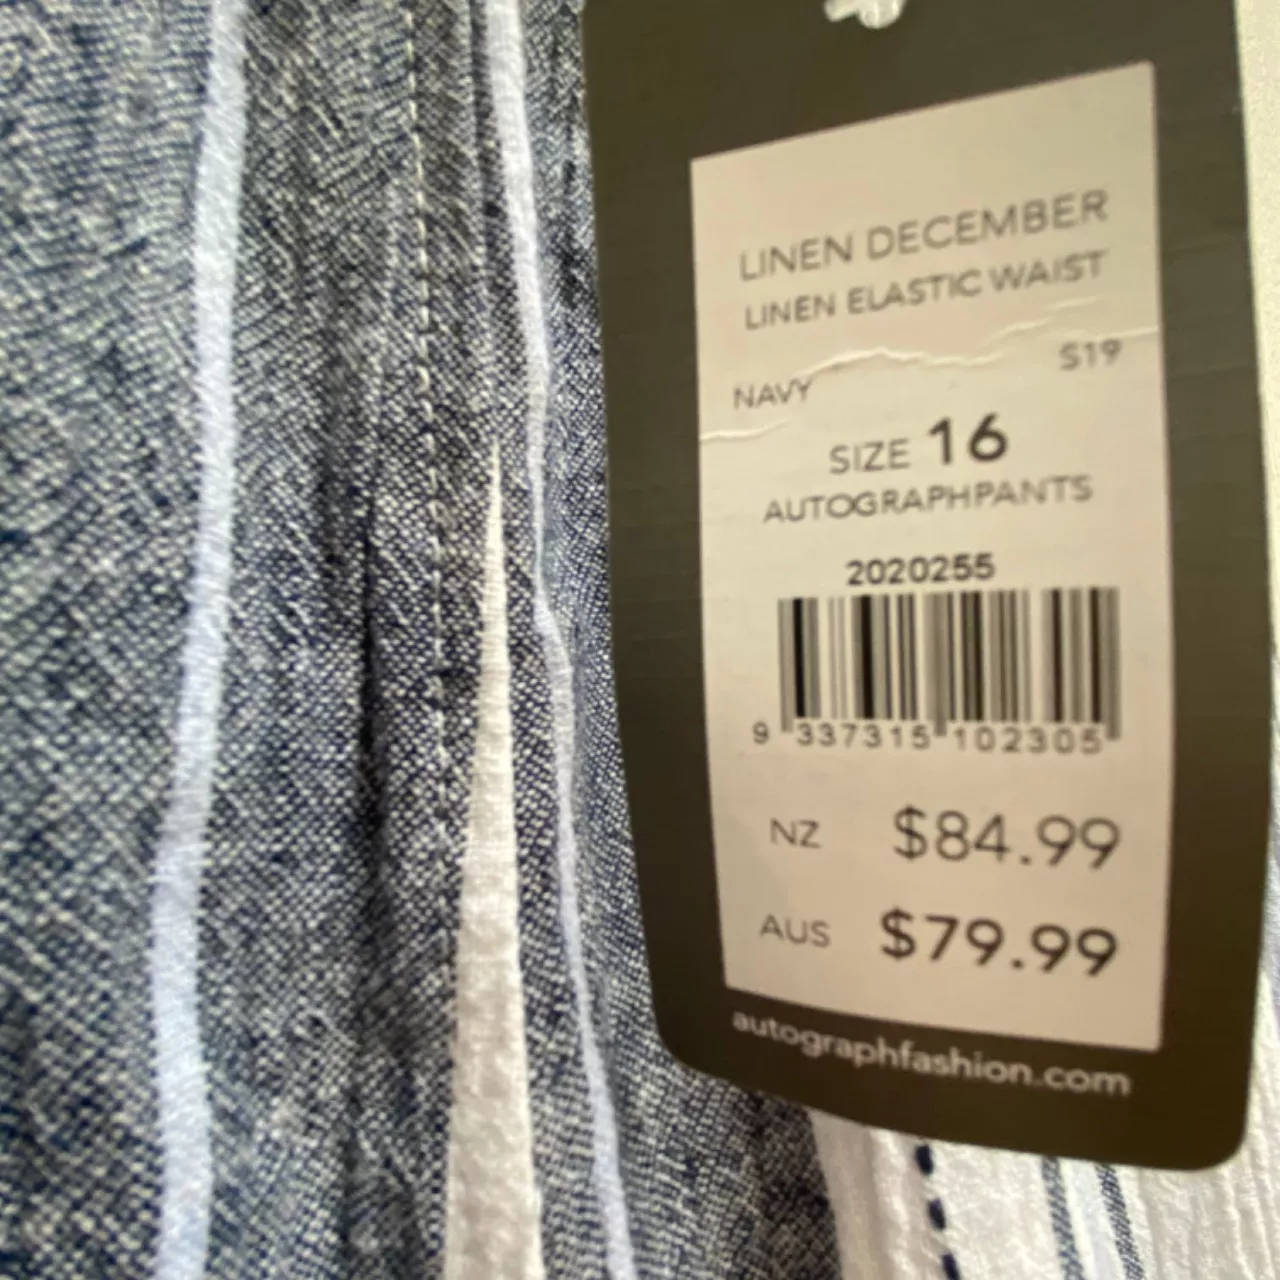 LINEN DECEMBER
LINEN ELASTIC WAIST
S19
NAVY
SIZE 16
AUTOGRAPHPANTS
2020255
9 337315 102305
NZ $84.99
AUS $79.99
autographfashion.com